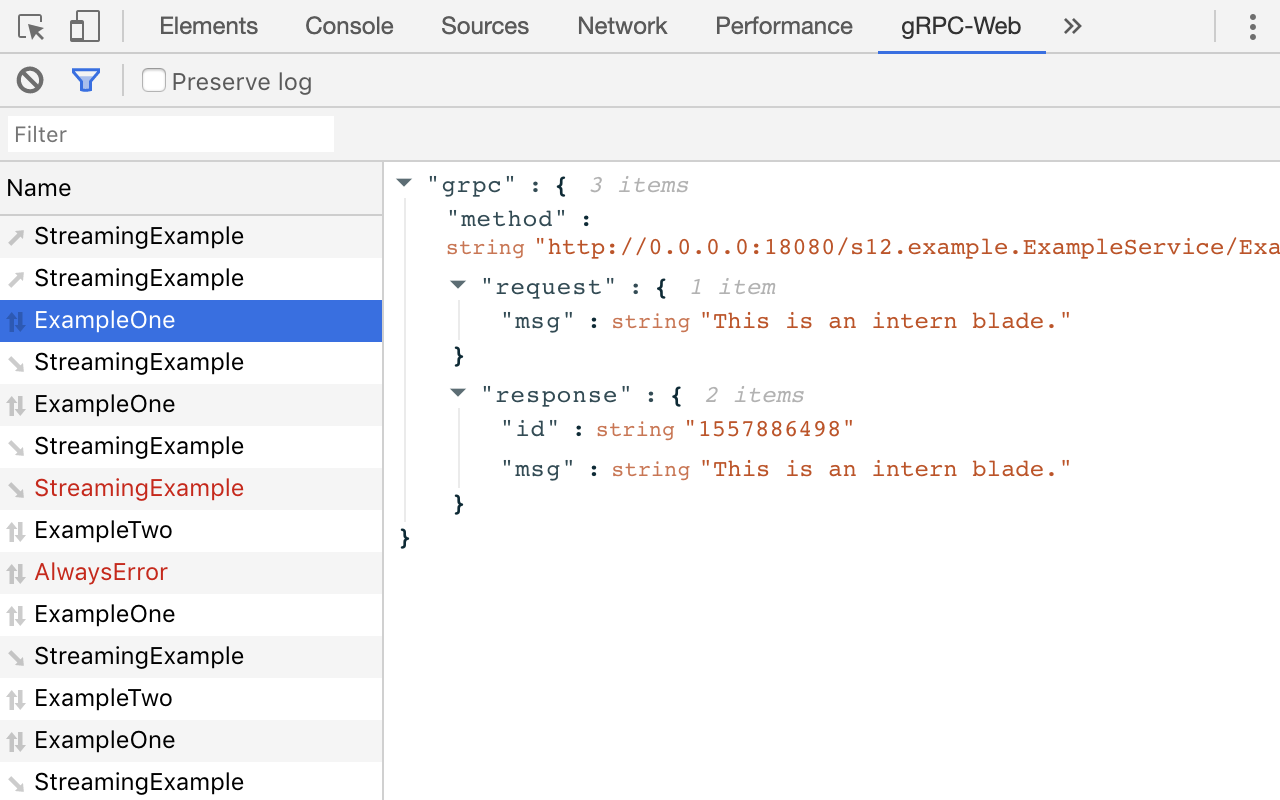 Elements Console Sources Network Performance gRPC-Web
Preserve log
Filter
Name
StreamingExample
StreamingExample
ExampleOne
StreamingExample
ExampleOne
StreamingExample
StreamingExample
ExampleTwo
AlwaysError
ExampleOne
StreamingExample
ExampleTwo
ExampleOne
StreamingExample
"grpc" : { 3 items
"method" :
string "http://0.0.0.0:18080/s12.example.ExampleService/Exa
"request" : { 1 item
"msg" : string "This is an intern blade."
}
"response" : { 2 items
"id" : string "1557886498"
"msg" : string "This is an intern blade."
}
}